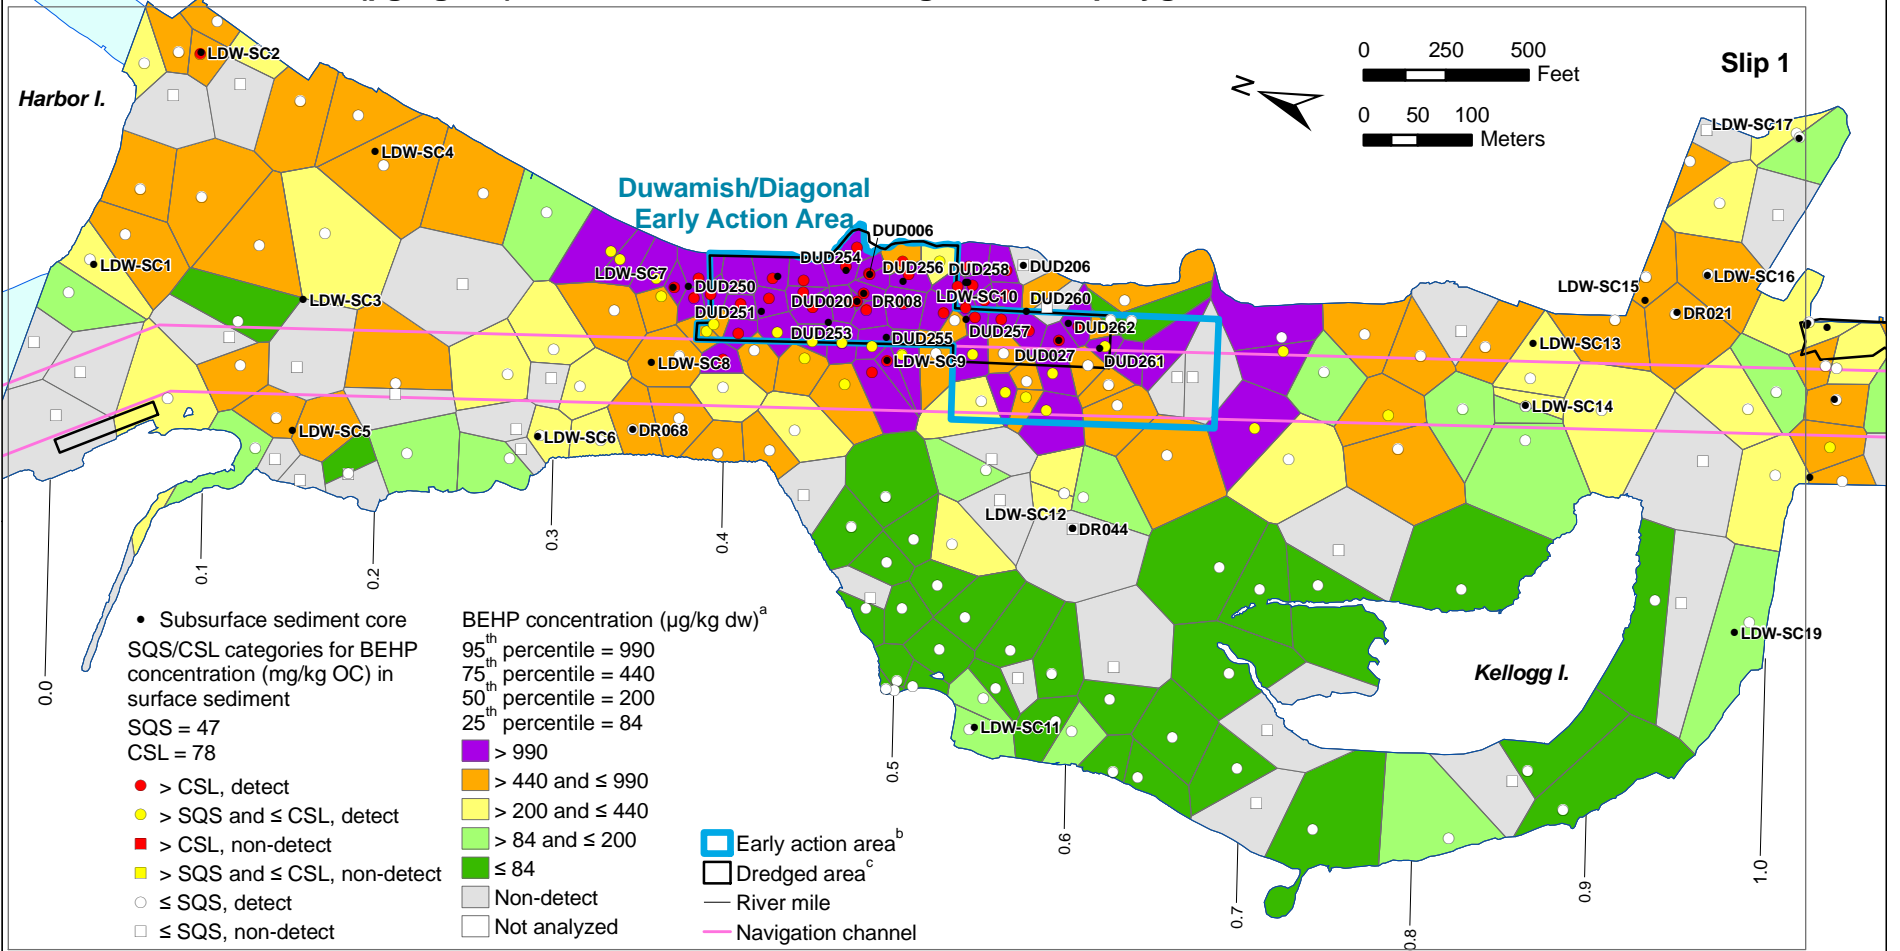 Harbor I.
Slip 1
Kellogg I.
0 250 500
Feet
0 50 100
Meters
N
Duwamish/Diagonal
Early Action Area
LDW-SC2
LDW-SC4
LDW-SC1
LDW-SC3
LDW-SC5
LDW-SC6
DR068
LDW-SC8
LDW-SC7
DUD250
DUD251
DUD254
DUD006
DUD256
DUD258
DUD206
DUD020
DR008
LDW-SC10
DUD260
DUD253
DUD255
DUD257
DUD262
DUD027
DUD261
LDW-SC9
LDW-SC12
DR044
LDW-SC11
LDW-SC17
LDW-SC16
LDW-SC15
DR021
LDW-SC13
LDW-SC14
LDW-SC19
0.0
0.1
0.2
0.3
0.4
0.5
0.6
0.7
0.8
0.9
1.0
Subsurface sediment core
SQS/CSL categories for BEHP
concentration (mg/kg OC) in
surface sediment
SQS = 47
CSL = 78
> CSL, detect
> SQS and ≤ CSL, detect
> CSL, non-detect
> SQS and ≤ CSL, non-detect
≤ SQS, detect
≤ SQS, non-detect
BEHP concentration (µg/kg dw)a
95th percentile = 990
75th percentile = 440
50th percentile = 200
25th percentile = 84
> 990
> 440 and ≤ 990
> 200 and ≤ 440
> 84 and ≤ 200
≤ 84
Non-detect
Not analyzed
Early action areab
Dredged areac
River mile
Navigation channel